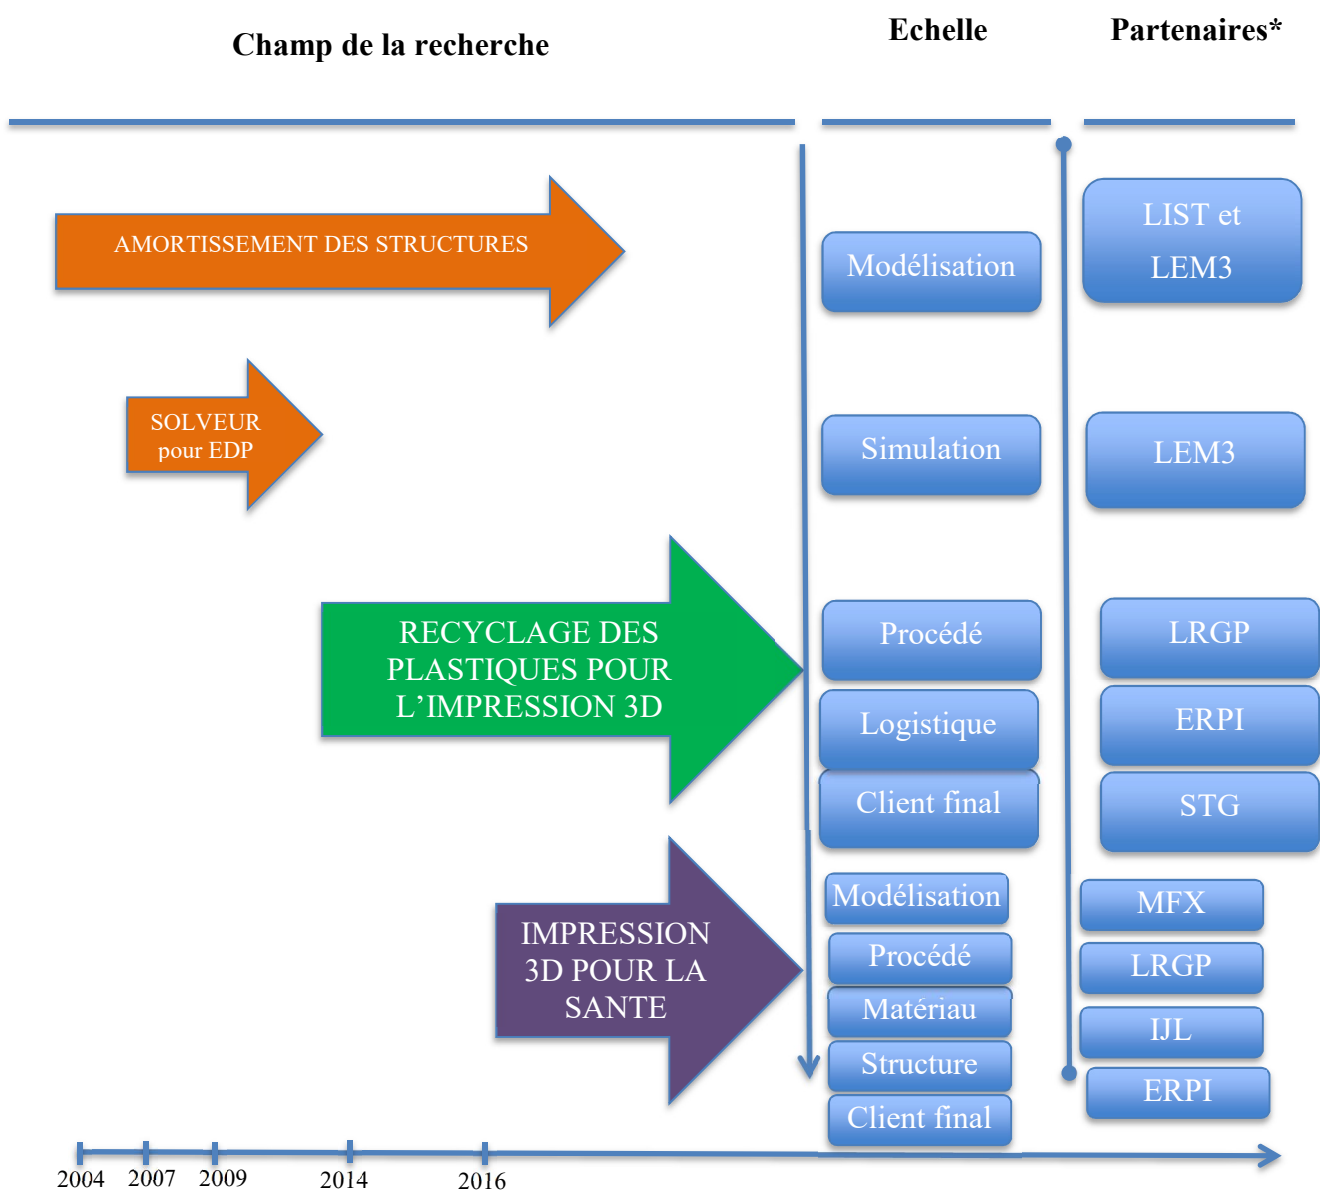 Champ de la recherche
Echelle
Partenaires*
AMORTISSEMENT DES STRUCTURES
Modélisation
LIST et
LEM3
SOLVEUR
pour EDP
Simulation
LEM3
RECYCLAGE DES
PLASTIQUES POUR
L’IMPRESSION 3D
Procédé
Logistique
Client final
LRGP
ERPI
STG
IMPRESSION
3D POUR LA
SANTE
Modélisation
Procédé
Matériau
Structure
Client final
MFX
LRGP
IJL
ERPI
2004 2007 2009 2014 2016